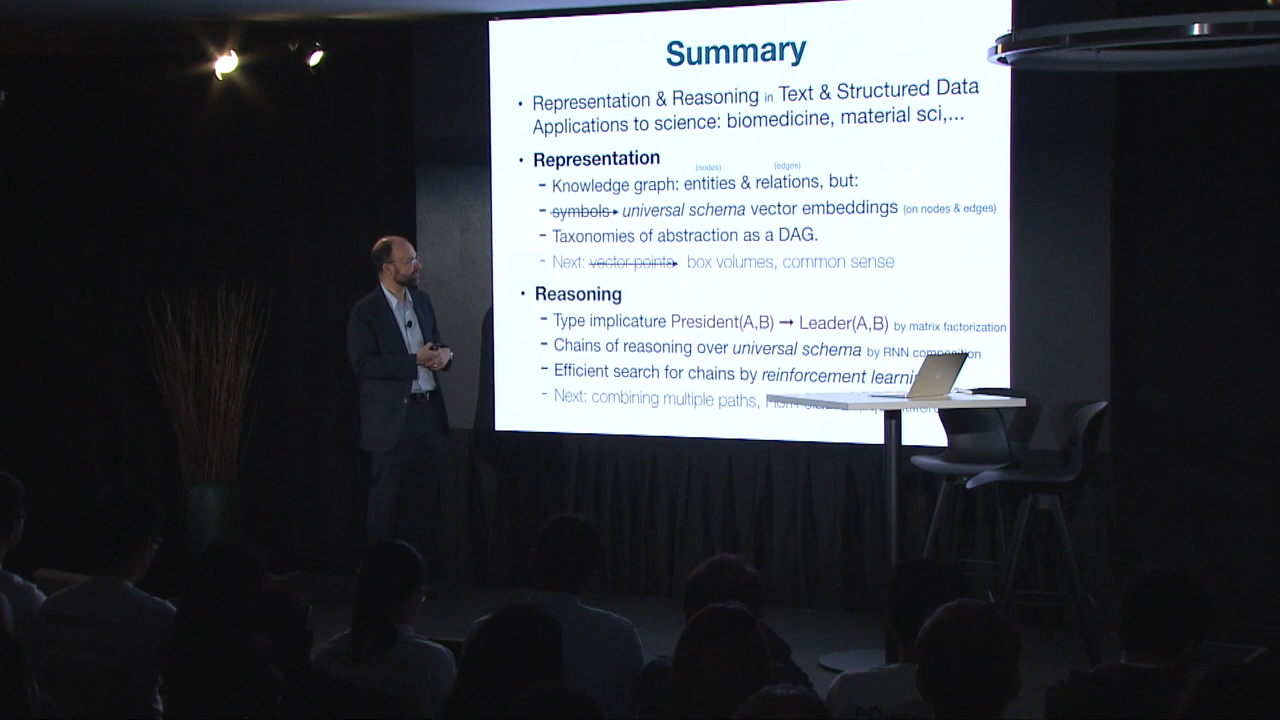 Summary
• Representation & Reasoning in Text & Structured Data
Applications to science: biomedicine, material sci,...
• Representation
(nodes) (edges)
- Knowledge graph: entities & relations, but:
- symbols→ universal schema vector embeddings (on nodes & edges)
- Taxonomies of abstraction as a DAG.
- Next: vector points→ box volumes, common sense
• Reasoning
- Type implicature President(A,B) → Leader(A,B) by matrix factorization
- Chains of reasoning over universal schema by RNN composition
- Efficient search for chains by reinforcement learni
- Next: combining multiple paths,